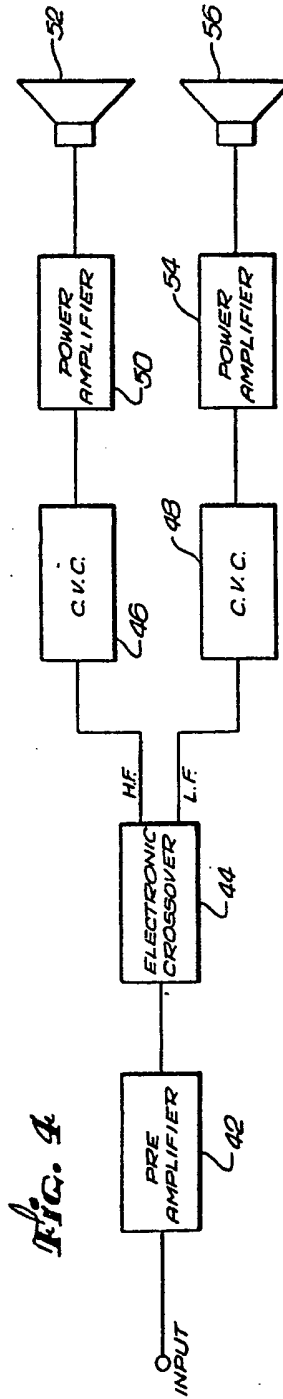 Fig. 4
INPUT
PRE
AMPLIFIER
42
ELECTRONIC
CROSSOVER
44
H.F.
L.F.
C.V.C.
46
C.V.C.
48
POWER
AMPLIFIER
50
POWER
AMPLIFIER
54
52
56